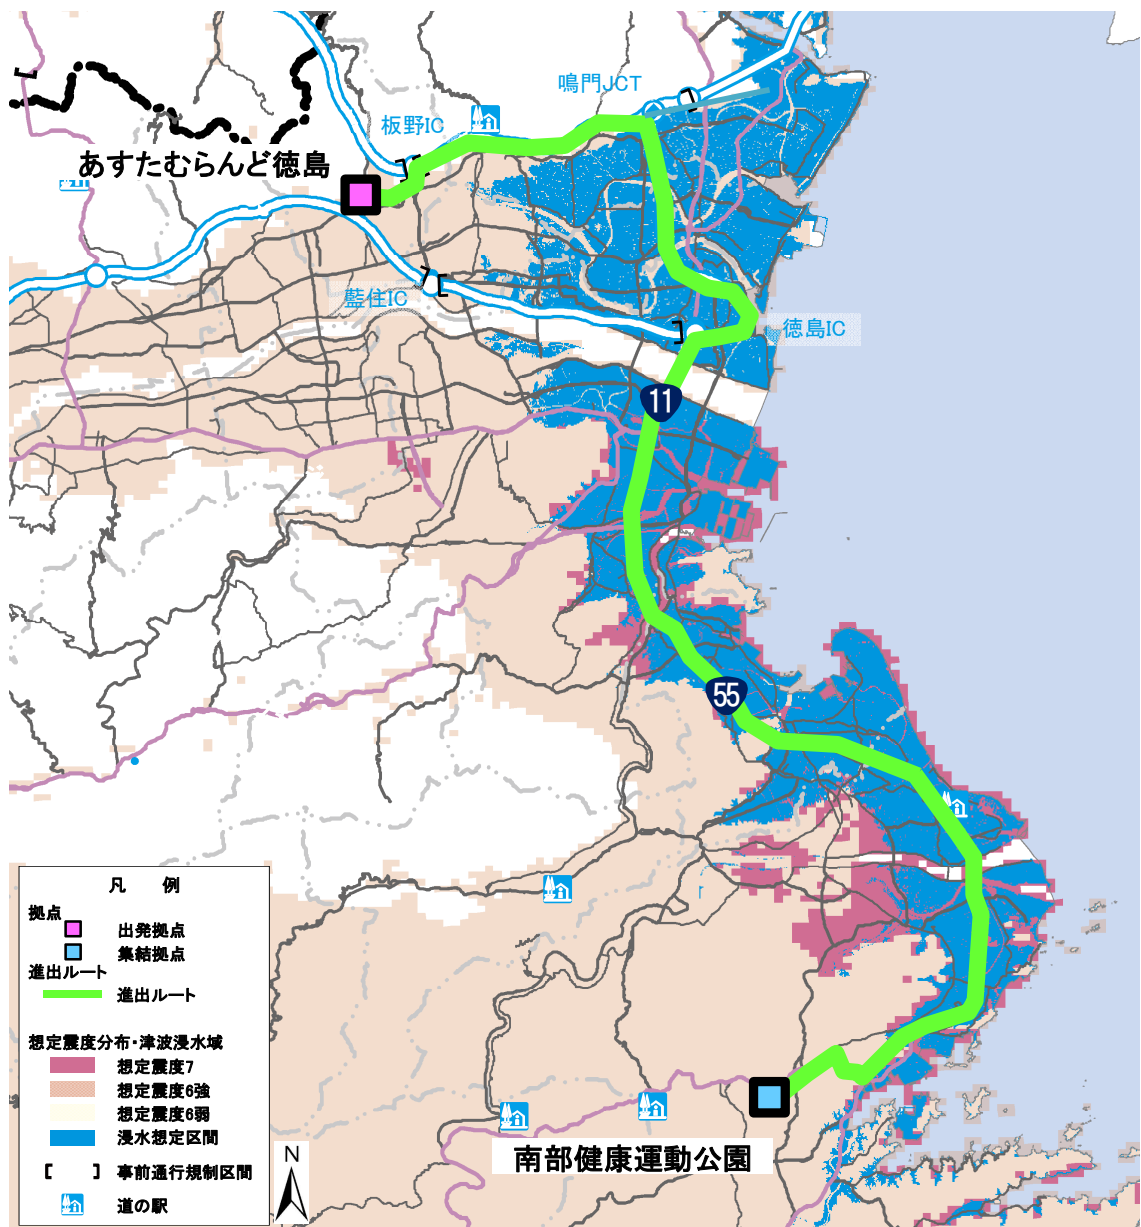 鳴門JCT
板野IC
あすたむらんど徳島
藍住IC
徳島IC
11
55
南部健康運動公園
N
凡 例
拠点
出発拠点
集結拠点
進出ルート
進出ルート
想定震度分布・津波浸水域
想定震度7
想定震度6強
想定震度6弱
浸水想定区間
[ ] 事前通行規制区間
道の駅